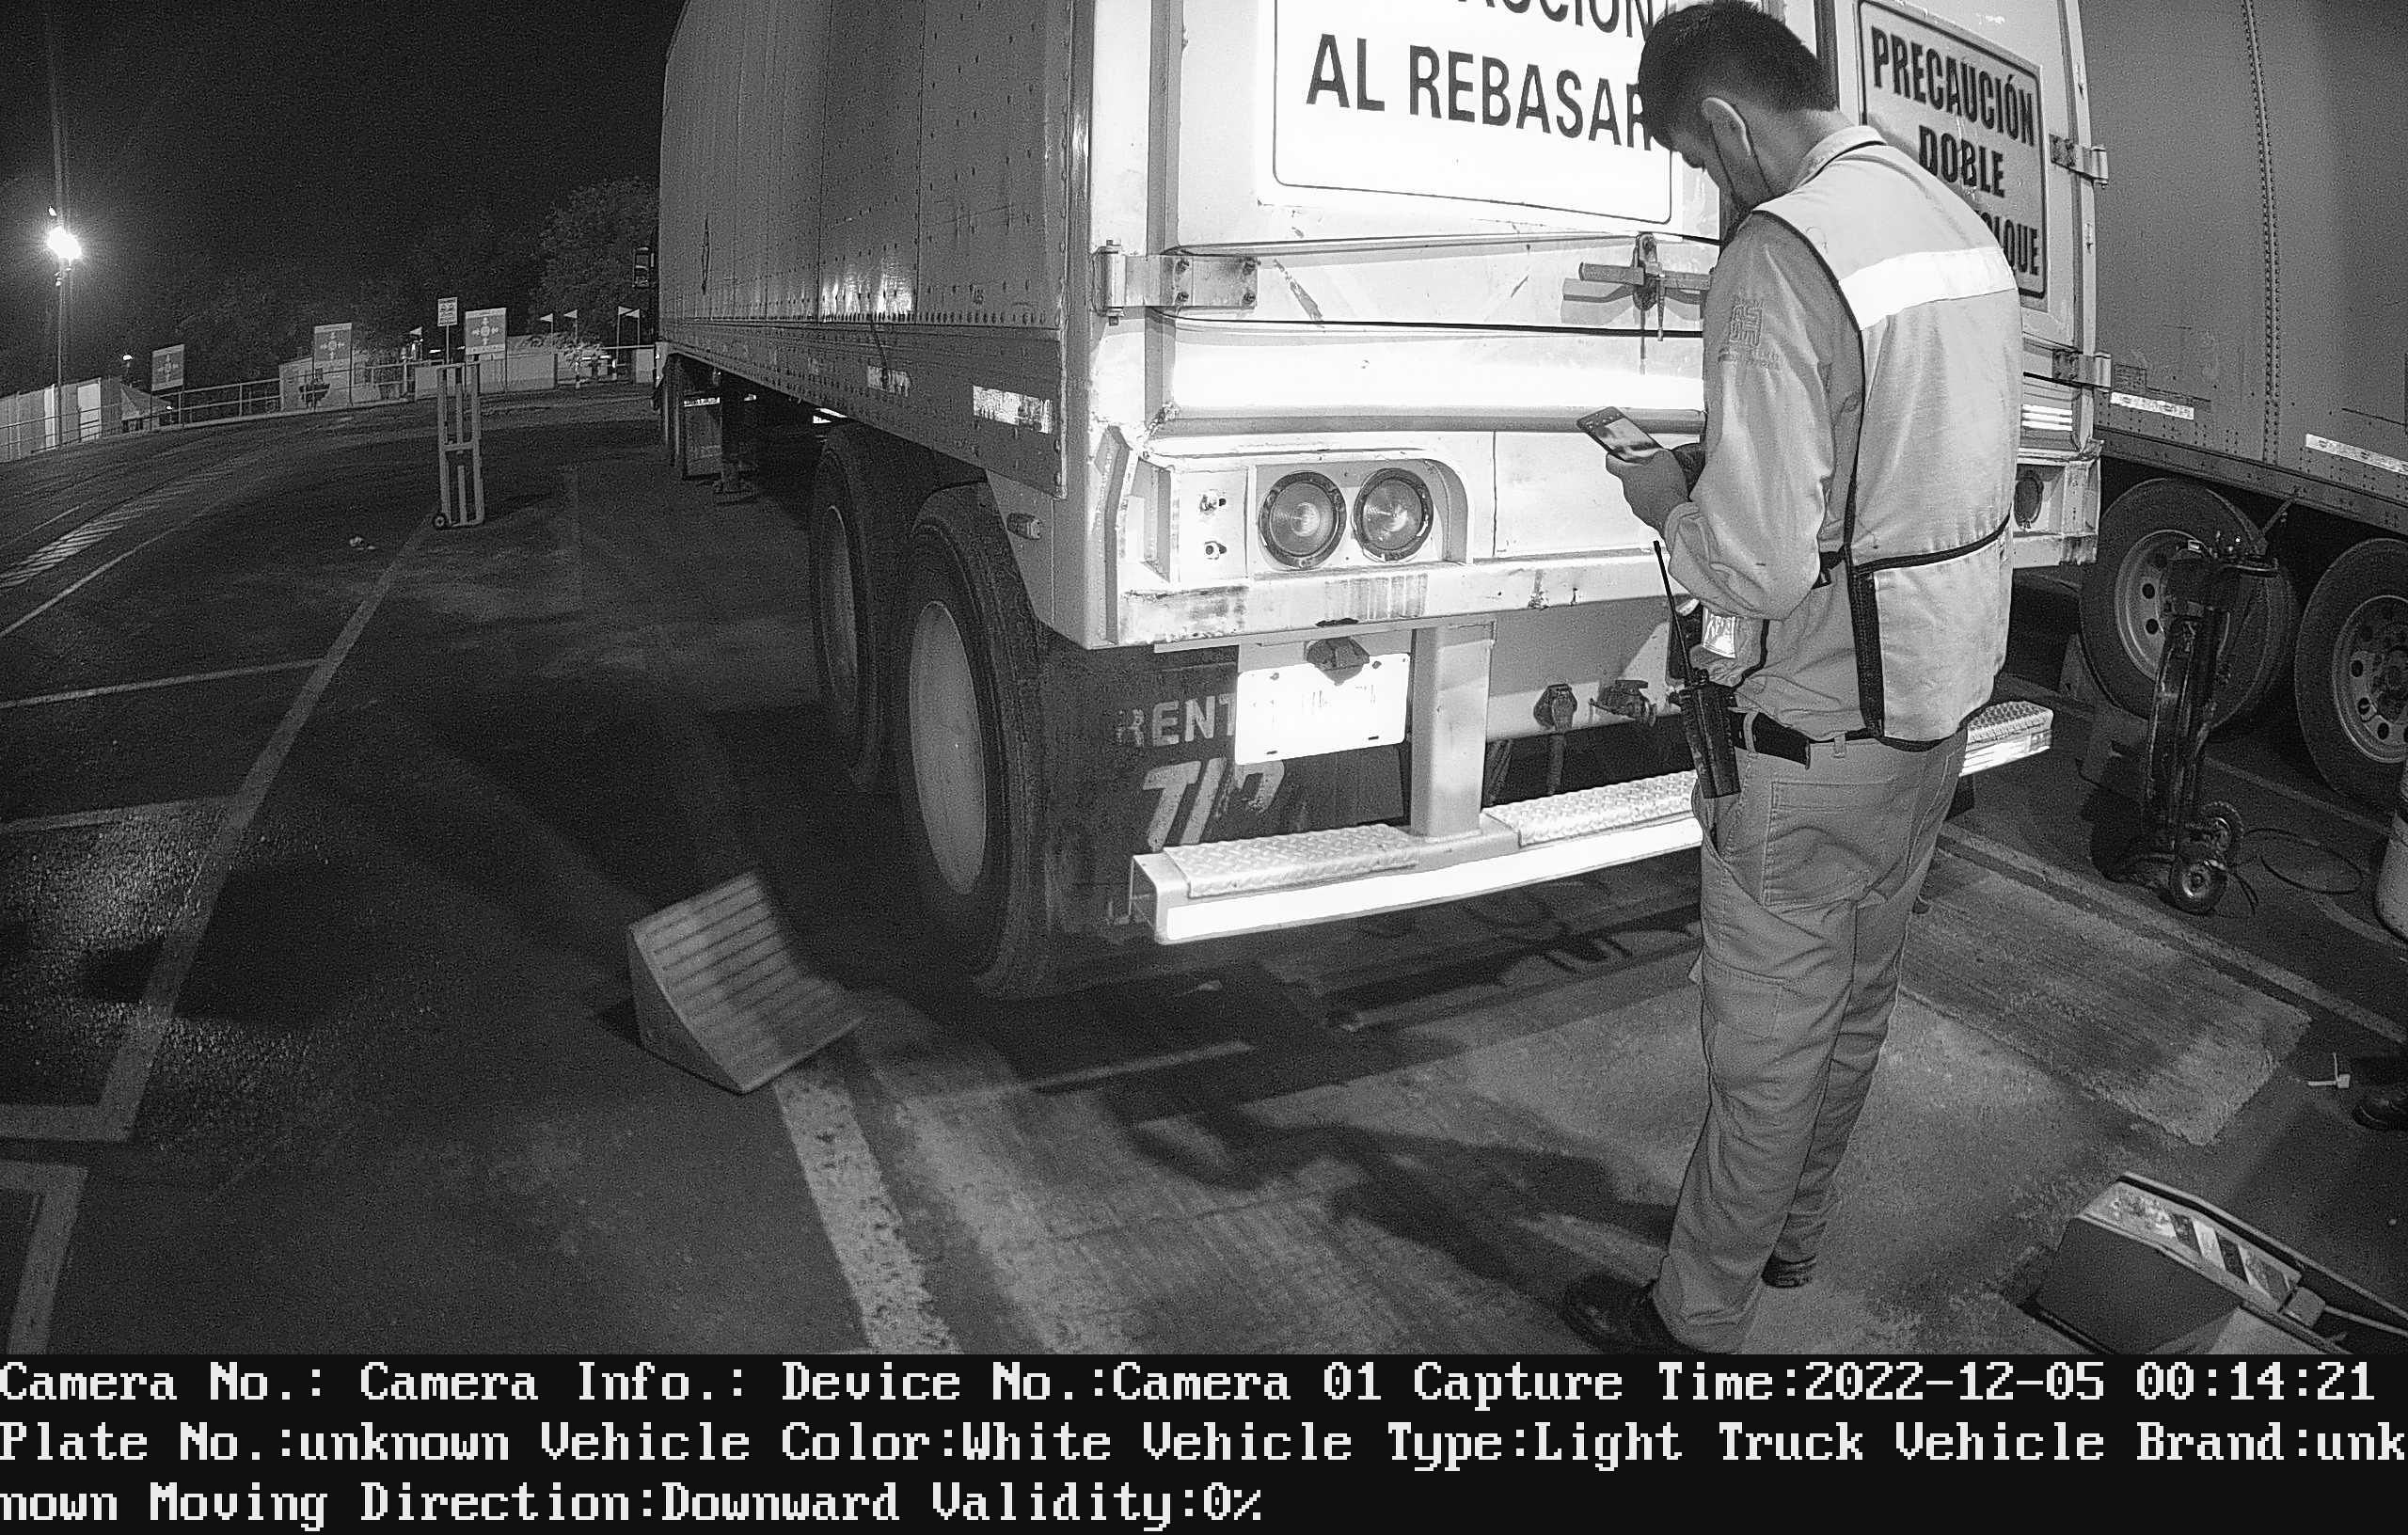 AL REBASAR
PRECAUCIÓN
DOBLE
RENT
TIP
Camera No.: Camera Info.: Device No.:Camera 01 Capture Time:2022-12-05 00:14:21
Plate No.:unknown Vehicle Color:White Vehicle Type:Light Truck Vehicle Brand:unk
nown Moving Direction:Downward Validity:0%